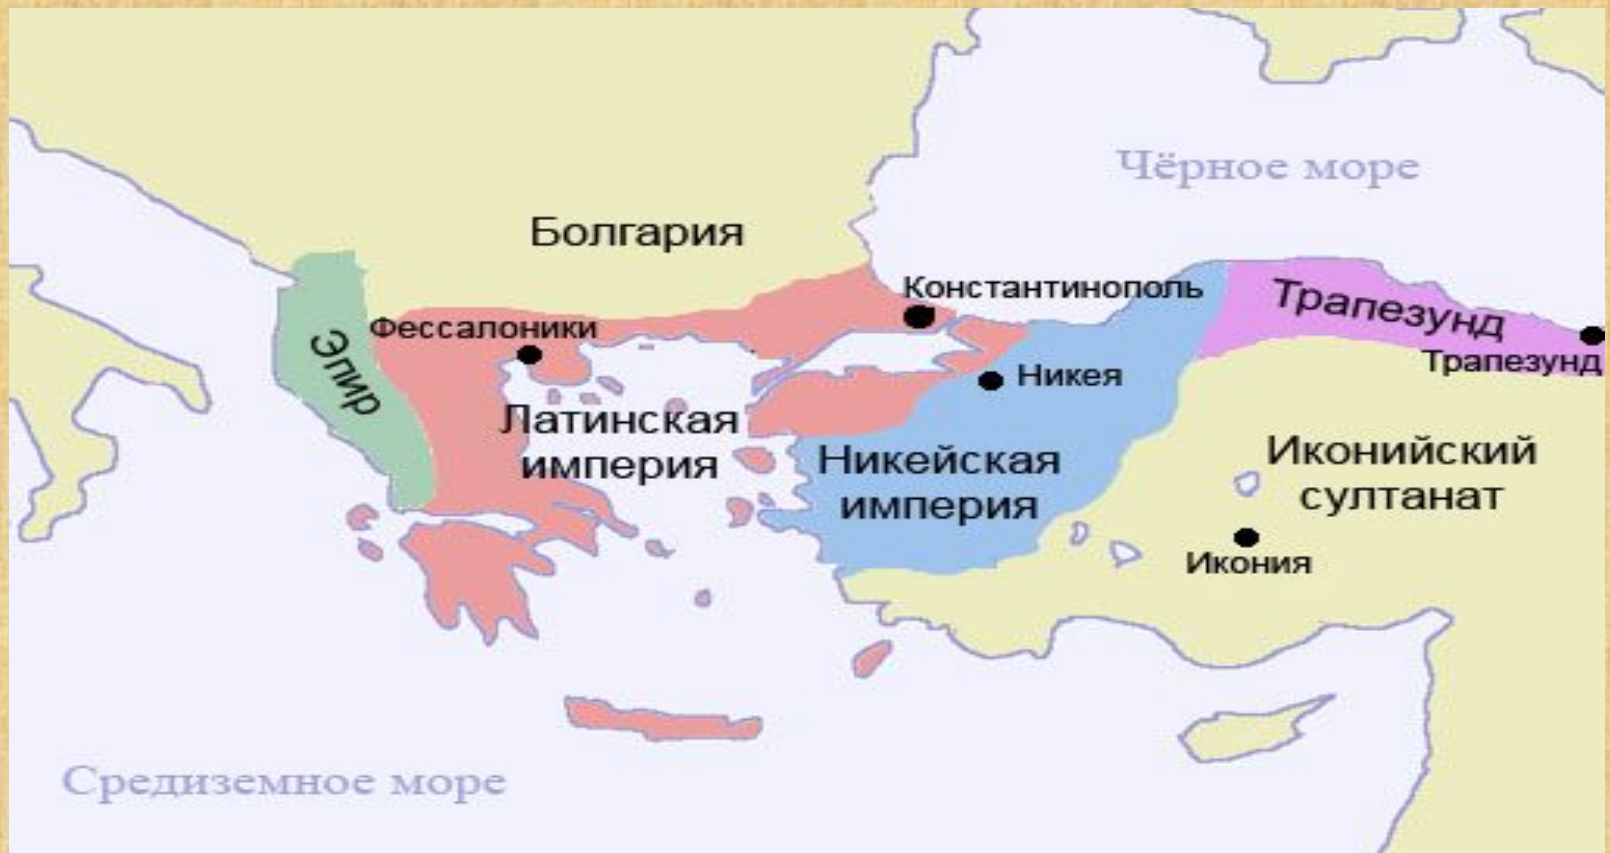 Чёрное море
Болгария
Константинополь
Трапезунд
Фессалоники
Эпир
Трапезунд
Никея
Латинская
империя
Никейская
империя
Иконийский
султанат
Икония
Средиземное море